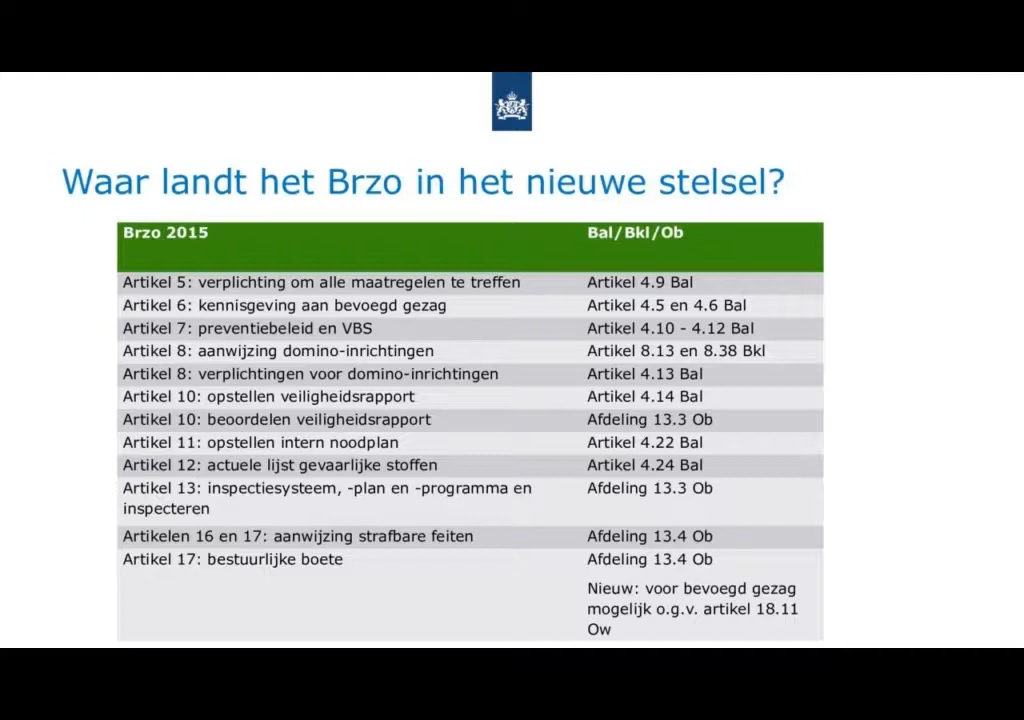 Waar landt het Brzo in het nieuwe stelsel?
Brzo 2015 Bal/Bkl/Ob
Artikel 5: verplichting om alle maatregelen te treffen Artikel 4.9 Bal
Artikel 6: kennisgeving aan bevoegd gezag Artikel 4.5 en 4.6 Bal
Artikel 7: preventiebeleid en VBS Artikel 4.10 - 4.12 Bal
Artikel 8: aanwijzing domino-inrichtingen Artikel 8.13 en 8.38 Bkl
Artikel 8: verplichtingen voor domino-inrichtingen Artikel 4.13 Bal
Artikel 10: opstellen veiligheidsrapport Artikel 4.14 Bal
Artikel 10: beoordelen veiligheidsrapport Afdeling 13.3 Ob
Artikel 11: opstellen intern noodplan Artikel 4.22 Bal
Artikel 12: actuele lijst gevaarlijke stoffen Artikel 4.24 Bal
Artikel 13: inspectiesysteem, -plan en -programma en Afdeling 13.3 Ob
inspecteren
Artikelen 16 en 17: aanwijzing strafbare feiten Afdeling 13.4 Ob
Artikel 17: bestuurlijke boete Afdeling 13.4 Ob
Nieuw: voor bevoegd gezag
mogelijk o.g.v. artikel 18.11
Ow